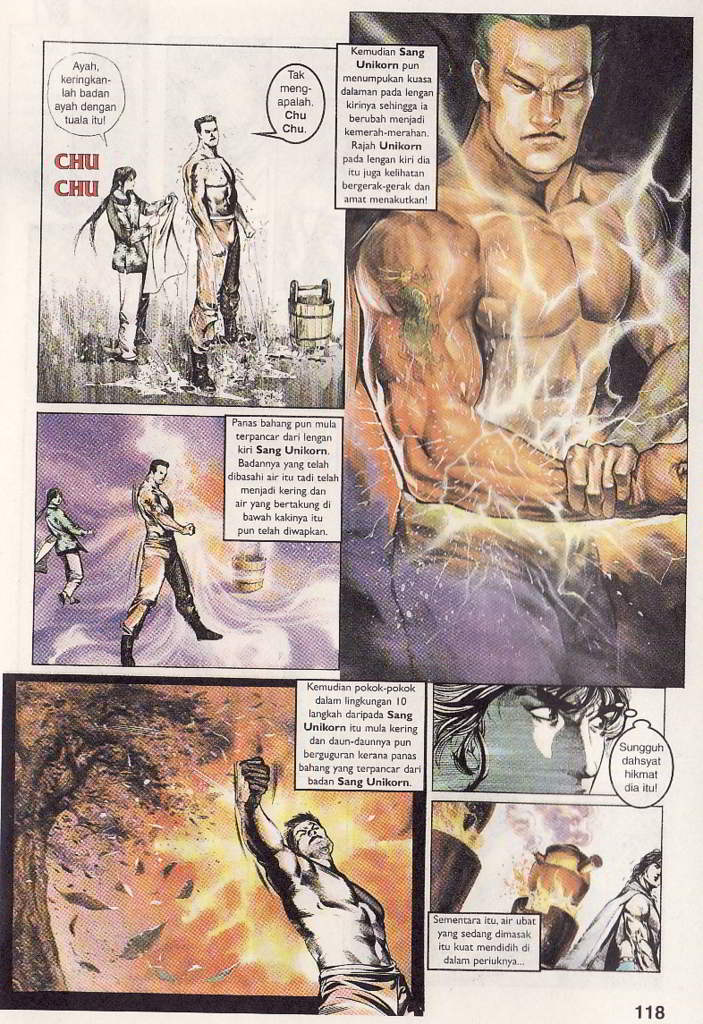 Ayah,
keringkan-
lah badan
ayah dengan
tuala itu!
CHU
CHU
Tak
meng-
apalah.
Chu
Chu.
Kemudian Sang
Unikorn pun
menumpukan kuasa
dalaman pada lengan
kirinya sehingga ia
berubah menjadi
kemerah-merahan.
Rajah Unikorn
pada lengan kiri dia
itu juga kelihatan
bergerak-gerak dan
amat menakutkan!
Panas bahang pun mula
terpancar dari lengan
kiri Sang Unikorn.
Badannya yang telah
dibasahi air itu tadi telah
menjadi kering dan
air yang bertakung di
bawah kakinya itu
pun telah diwapkan.
Kemudian pokok-pokok
dalam lingkungan 10
langkah daripada Sang
Unikorn itu mula kering
dan daun-daunnya pun
berguguran kerana panas
bahang yang terpancar dari
badan Sang Unikorn.
Sungguh
dahsyat
hikmat
dia itu!
Sementara itu, air ubat
yang sedang dimasak
itu kuat mendidih di
dalam periuknya...
118